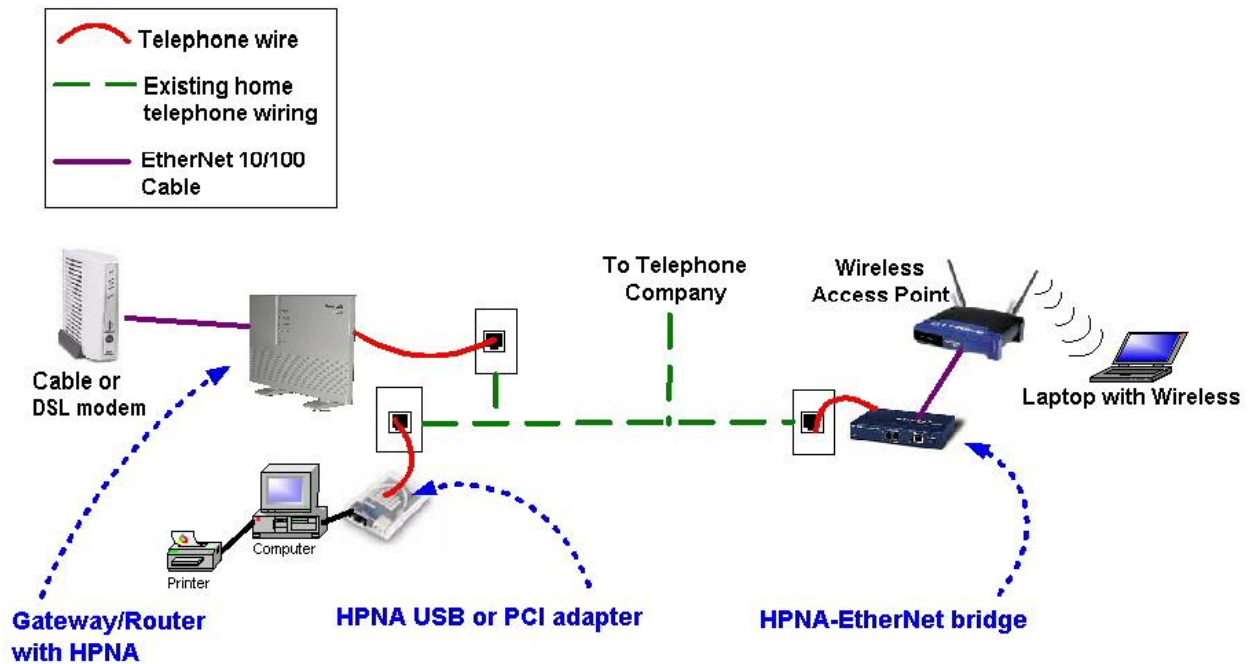 Telephone wire
Existing home
telephone wiring
EtherNet 10/100
Cable
To Telephone
Company
Wireless
Access Point
Cable or
DSL modem
Laptop with Wireless
Computer
Printer
Gateway/Router
with HPNA
HPNA USB or PCI adapter
HPNA-EtherNet bridge